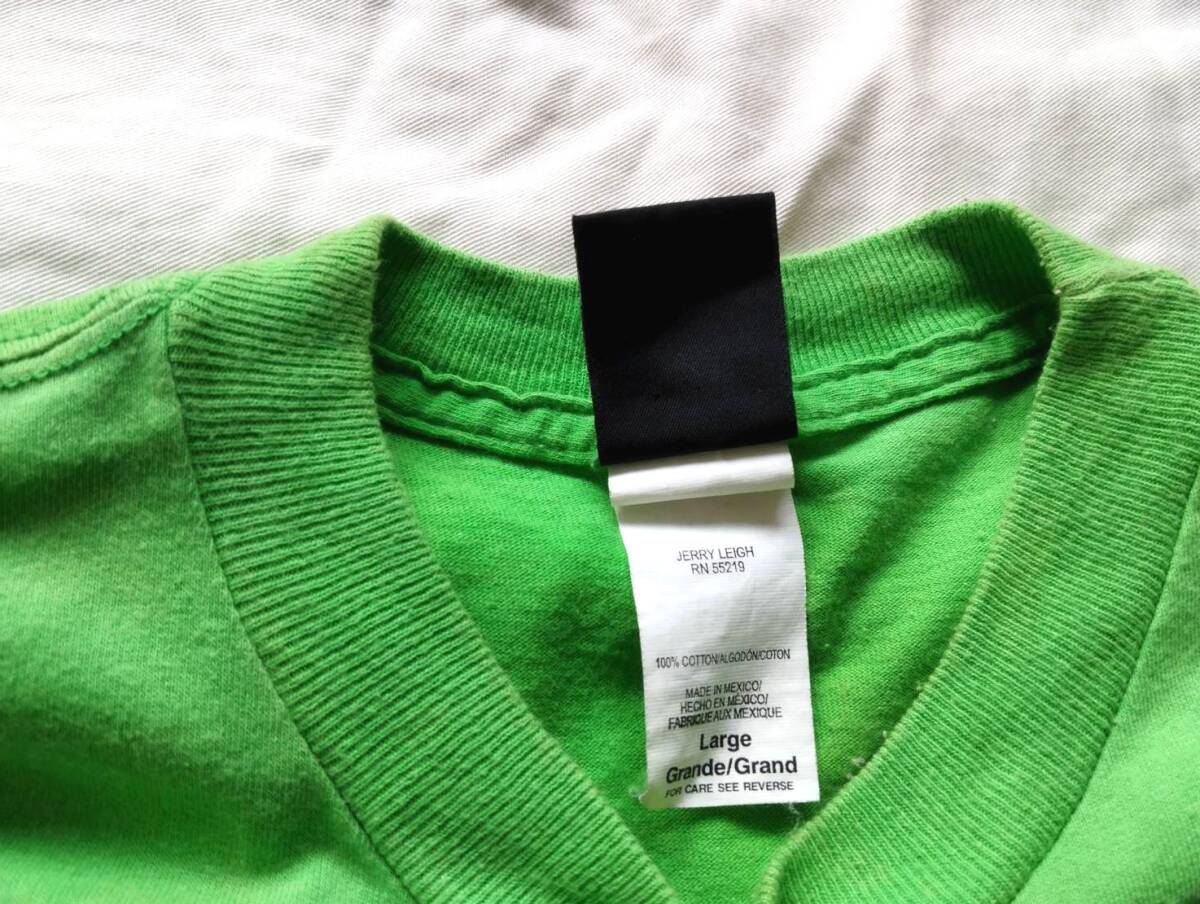 JERRY LEIGH
RN 55219
100% COTTON/ALGODÓN/COTON
MADE IN MEXICO/
HECHO EN MÉXICO/
FABRIQUE AUX MEXIQUE
Large
Grande/Grand
FOR CARE SEE REVERSE